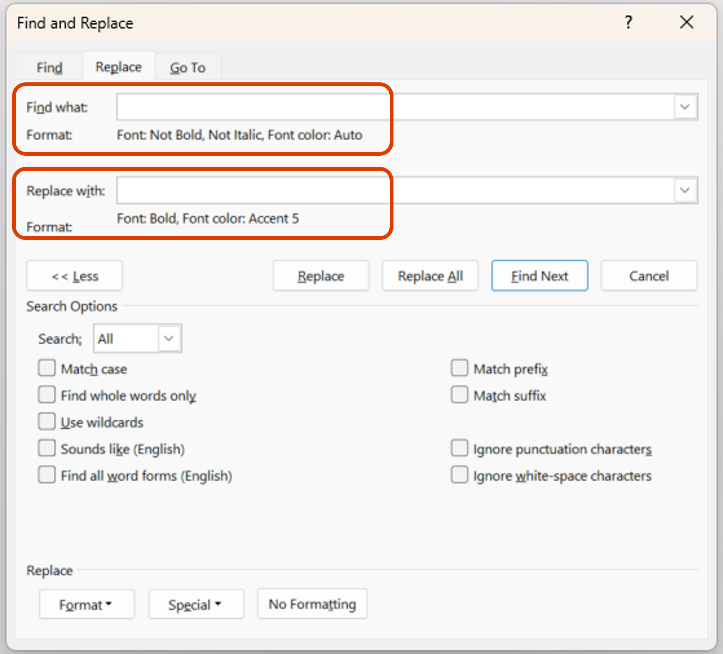 Find and Replace ?
Find Replace Go To
Find what:
Format: Font: Not Bold, Not Italic, Font color: Auto
Replace with:
Format: Font: Bold, Font color: Accent 5
<< Less Replace Replace All Find Next Cancel
Search Options
Search; All
Match case Match prefix
Find whole words only Match suffix
Use wildcards
Sounds like (English) Ignore punctuation characters
Find all word forms (English) Ignore white-space characters
Replace
Format Special No Formatting